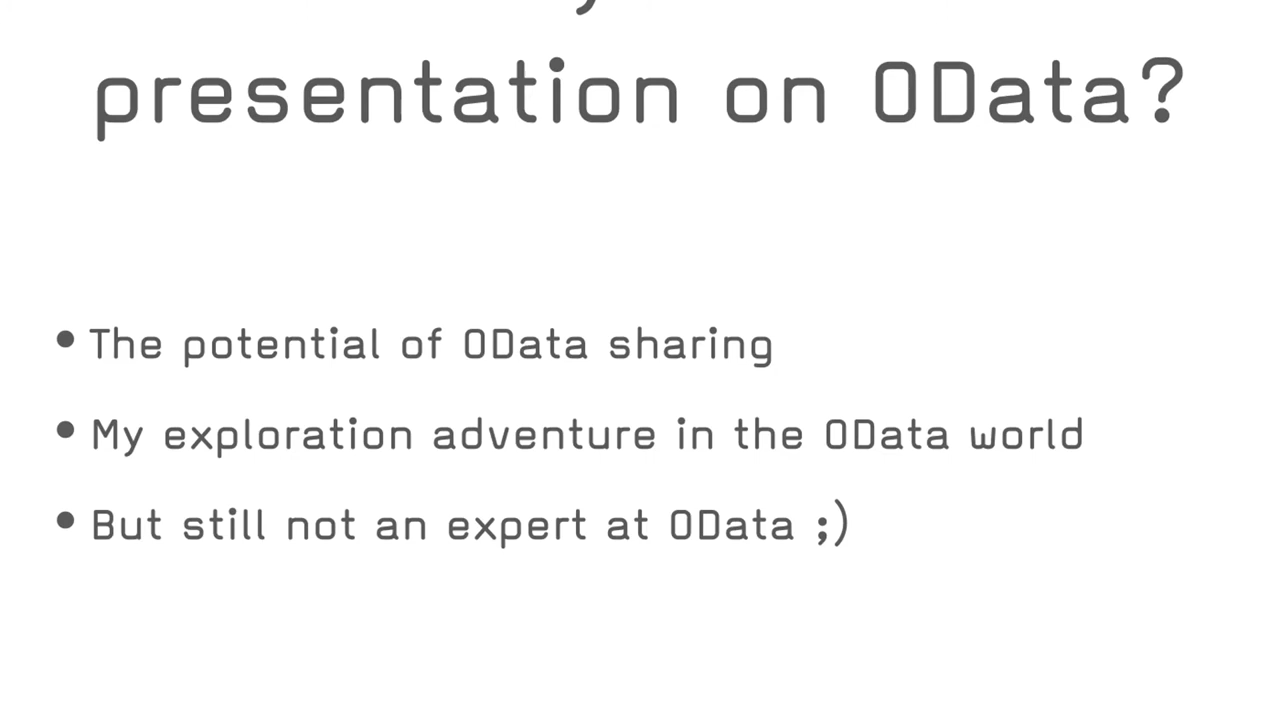 presentation on OData?
• The potential of OData sharing
• My exploration adventure in the OData world
• But still not an expert at OData ;)